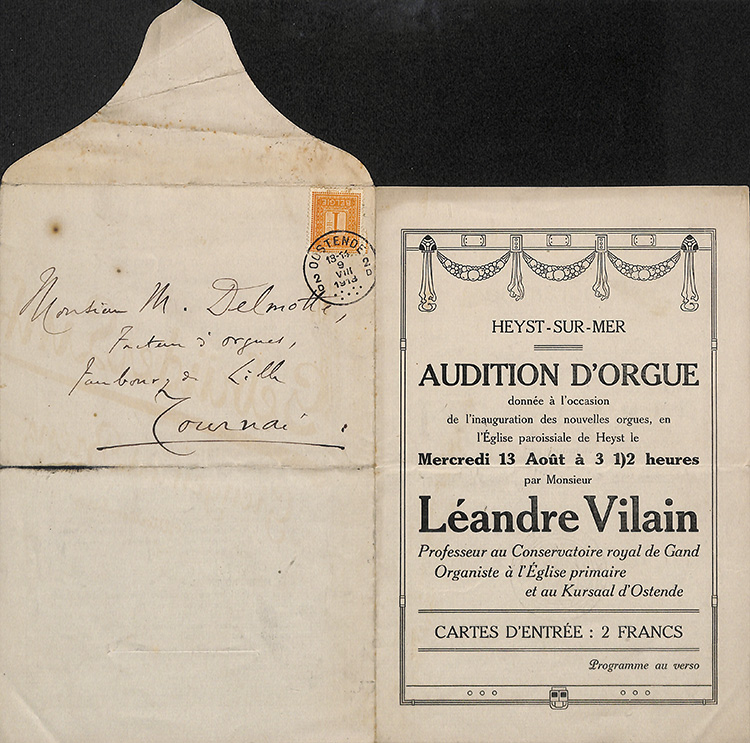 BELGIË
OOSTENDE 2D
13-14
9
VIII
1913
Monsieur M. Delmotte,
Facteur d'orgues,
faubourg de Lille
Tournai.
HEYST-SUR-MER
AUDITION D'ORGUE
donnée à l'occasion
de l'inauguration des nouvelles orgues, en
l'Église paroissiale de Heyst le
Mercredi 13 Août à 3 1)2 heures
par Monsieur
Léandre Vilain
Professeur au Conservatoire royal de Gand
Organiste à l'Église primaire
et au Kursaal d'Ostende
CARTES D'ENTRÉE : 2 FRANCS
Programme au verso